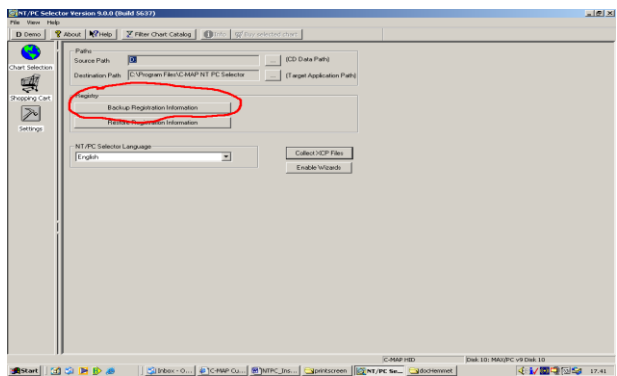 NT/PC Selector Version 9.0.0 (Build 5637)
File View Help
D Demo ? About Help Filter Chart Catalog Info Buy selected chart
Paths
Source Path D: ... (CD Data Path)
Chart Selection
Destination Path C:\Program Files\C-MAP NT PC Selector ... (Target Application Path)
Shopping Cart
Registry
Backup Registration Information
Restore Registration Information
Settings
NT/PC Selector Language
English
Collect XCP Files
Enable Wizards
C-MAP HID Disk 10: MAX/PC v9 Disk 10
Start Inbox - O... C-MAP Cu... NTPC_Ins... printscreen NT/PC Se... docHemmet 17.41